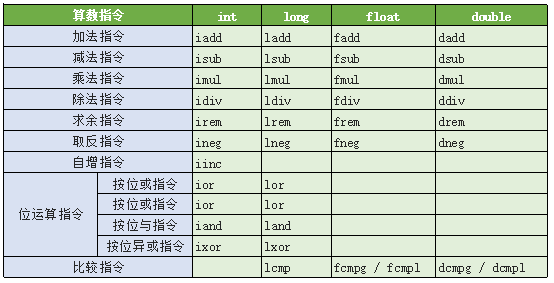 算数指令 int long float double
加法指令 iadd ladd fadd dadd
减法指令 isub lsub fsub dsub
乘法指令 imul lmul fmul dmul
除法指令 idiv ldiv fdiv ddiv
求余指令 irem lrem frem drem
取反指令 ineg lneg fneg dneg
自增指令 iinc
位运算指令 按位或指令 ior lor
按位或指令 ior lor
按位与指令 iand land
按位异或指令 ixor lxor
比较指令 lcmp fcmpg / fcmpl dcmpg / dcmpl